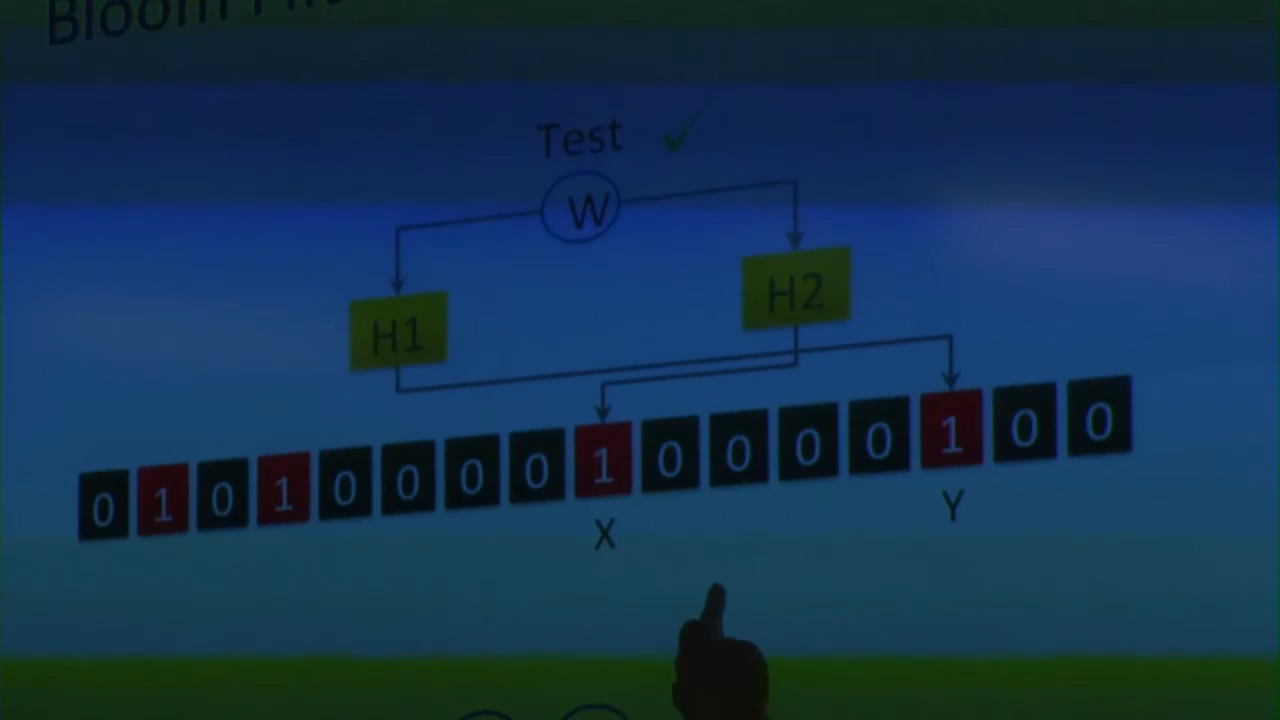 Bloom
Test ✓
W
H1 H2
0 1 0 1 0 0 0 0 1 0 0 0 0 1 0 0
X Y